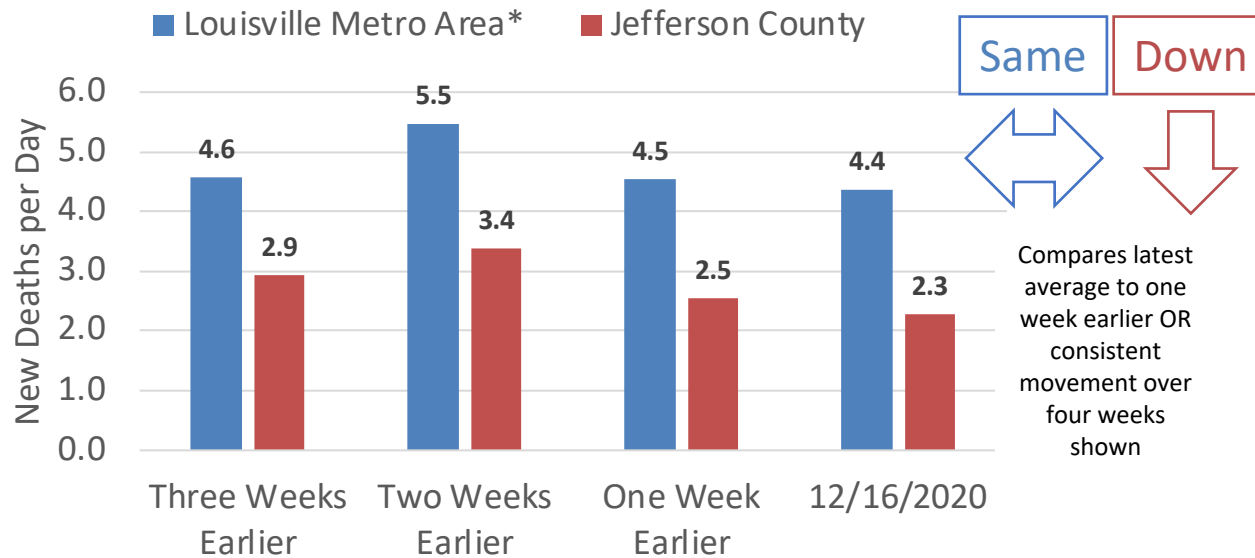 Louisville Metro Area* Jefferson County
Same Down
New Deaths per Day
6.0
5.0
4.0
3.0
2.0
1.0
0.0
4.6
2.9
5.5
3.4
4.5
2.5
4.4
2.3
Three Weeks
Earlier
Two Weeks
Earlier
One Week
Earlier
12/16/2020
Compares latest
average to one
week earlier OR
consistent
movement over
four weeks
shown